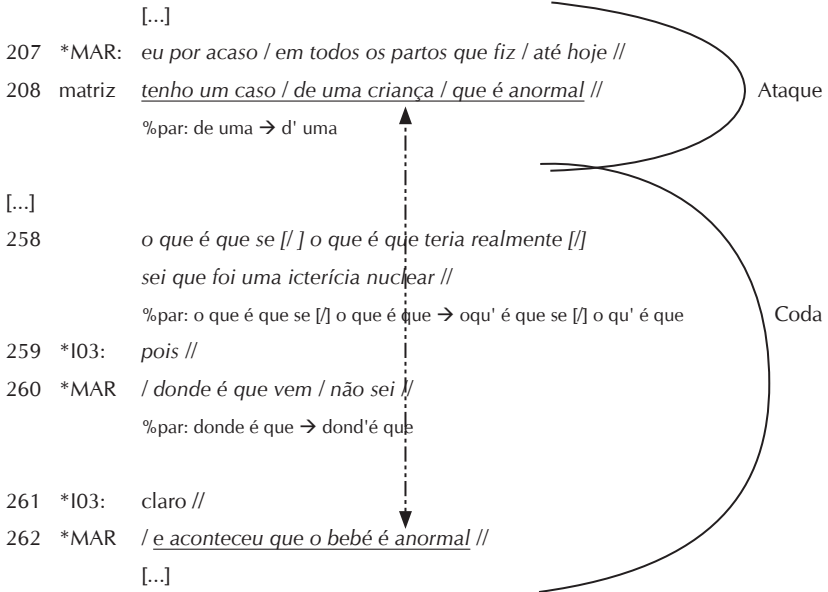 [...]
207 *MAR: eu por acaso / em todos os partos que fiz / até hoje //
208 matriz tenho um caso / de uma criança / que é anormal // Ataque
%par: de uma → d' uma
[...]
258 o que é que se [/ ] o que é que teria realmente [/]
sei que foi uma icterícia nuclear //
%par: o que é que se [/] o que é que → oqu' é que se [/] o qu' é que Coda
259 *I03: pois //
260 *MAR / donde é que vem / não sei //
%par: donde é que → dond'é que
261 *I03: claro //
262 *MAR / e aconteceu que o bebé é anormal //
[...]